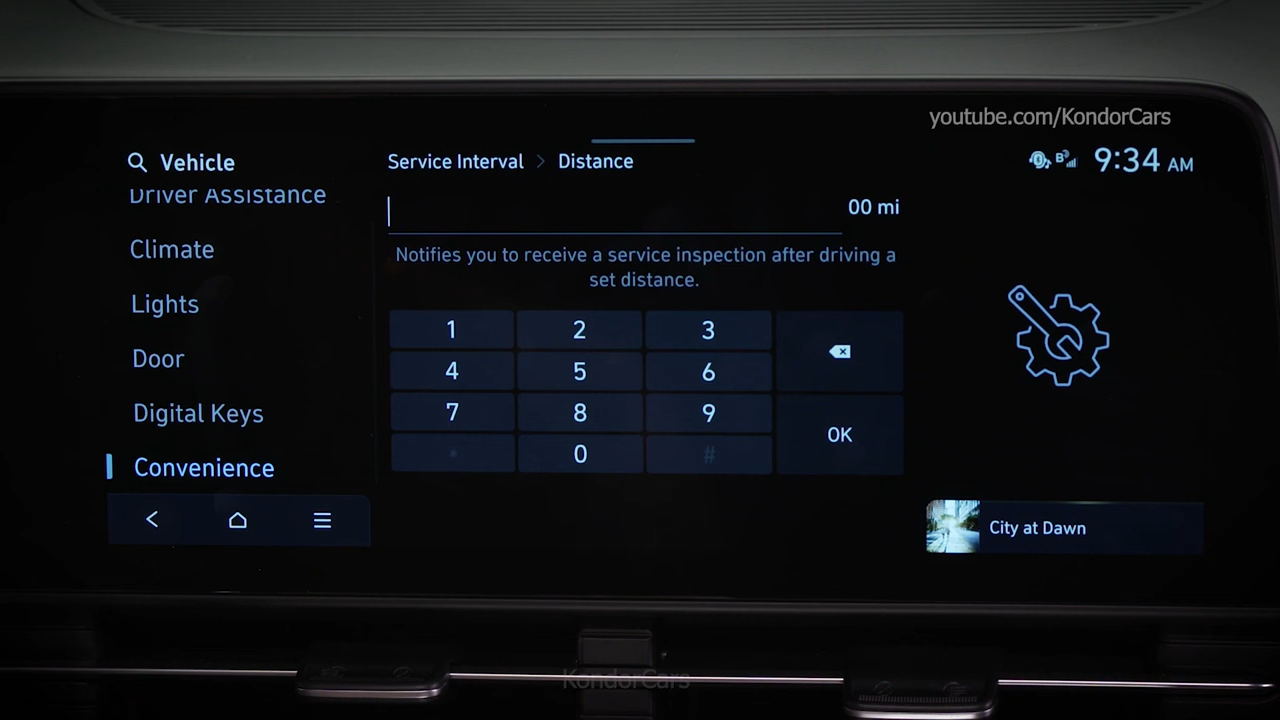 youtube.com/KondorCars
Vehicle
Service Interval > Distance
9:34 AM
Driver Assistance
00 mi
Climate
Notifies you to receive a service inspection after driving a
set distance.
Lights
1 2 3
Door
4 5 6
Digital Keys
7 8 9
OK
Convenience
* 0 #
City at Dawn
KondorCars